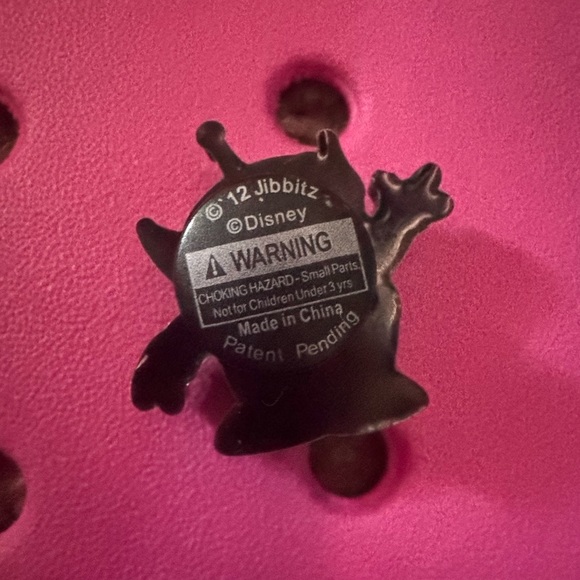 © '12 Jibbitz
©Disney
⚠ WARNING
CHOKING HAZARD - Small Parts.
Not for Children Under 3 yrs
Made in China
Patent Pending